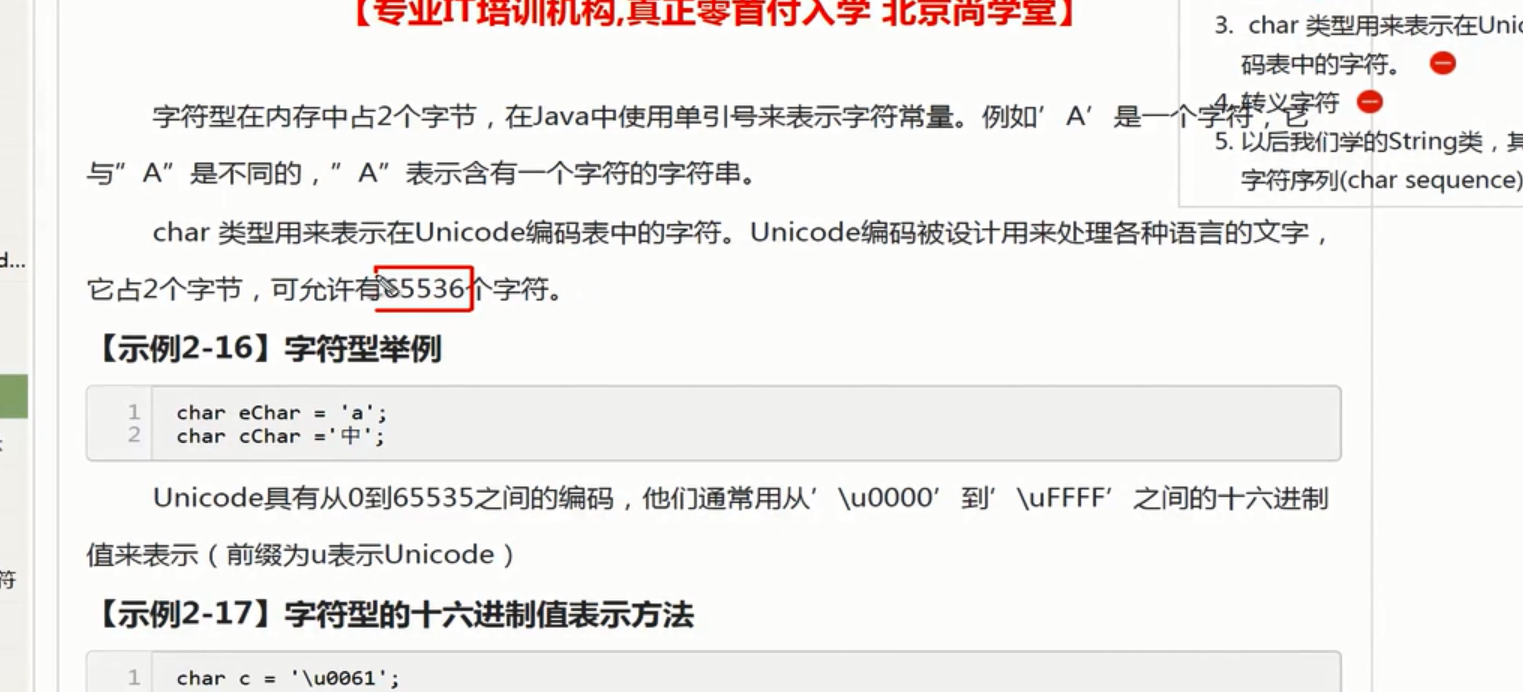 【专业IT培训机构,真正零首付入学 北京尚学堂】
字符型在内存中占2个字节，在Java中使用单引号来表示字符常量。例如’A’是一个字符，它
与”A”是不同的，”A”表示含有一个字符的字符串。
char 类型用来表示在Unicode编码表中的字符。Unicode编码被设计用来处理各种语言的文字，
它占2个字节，可允许有65536个字符。
【示例2-16】字符型举例
1 char eChar = 'a';
2 char cChar ='中';
Unicode具有从0到65535之间的编码，他们通常用从’\u0000’到’\uFFFF’之间的十六进制
值来表示（前缀为u表示Unicode）
【示例2-17】字符型的十六进制值表示方法
1 char c = '\u0061';
3. char 类型用来表示在Unic
码表中的字符。
4. 转义字符
5. 以后我们学的String类，其
字符序列(char sequence)
d...
符